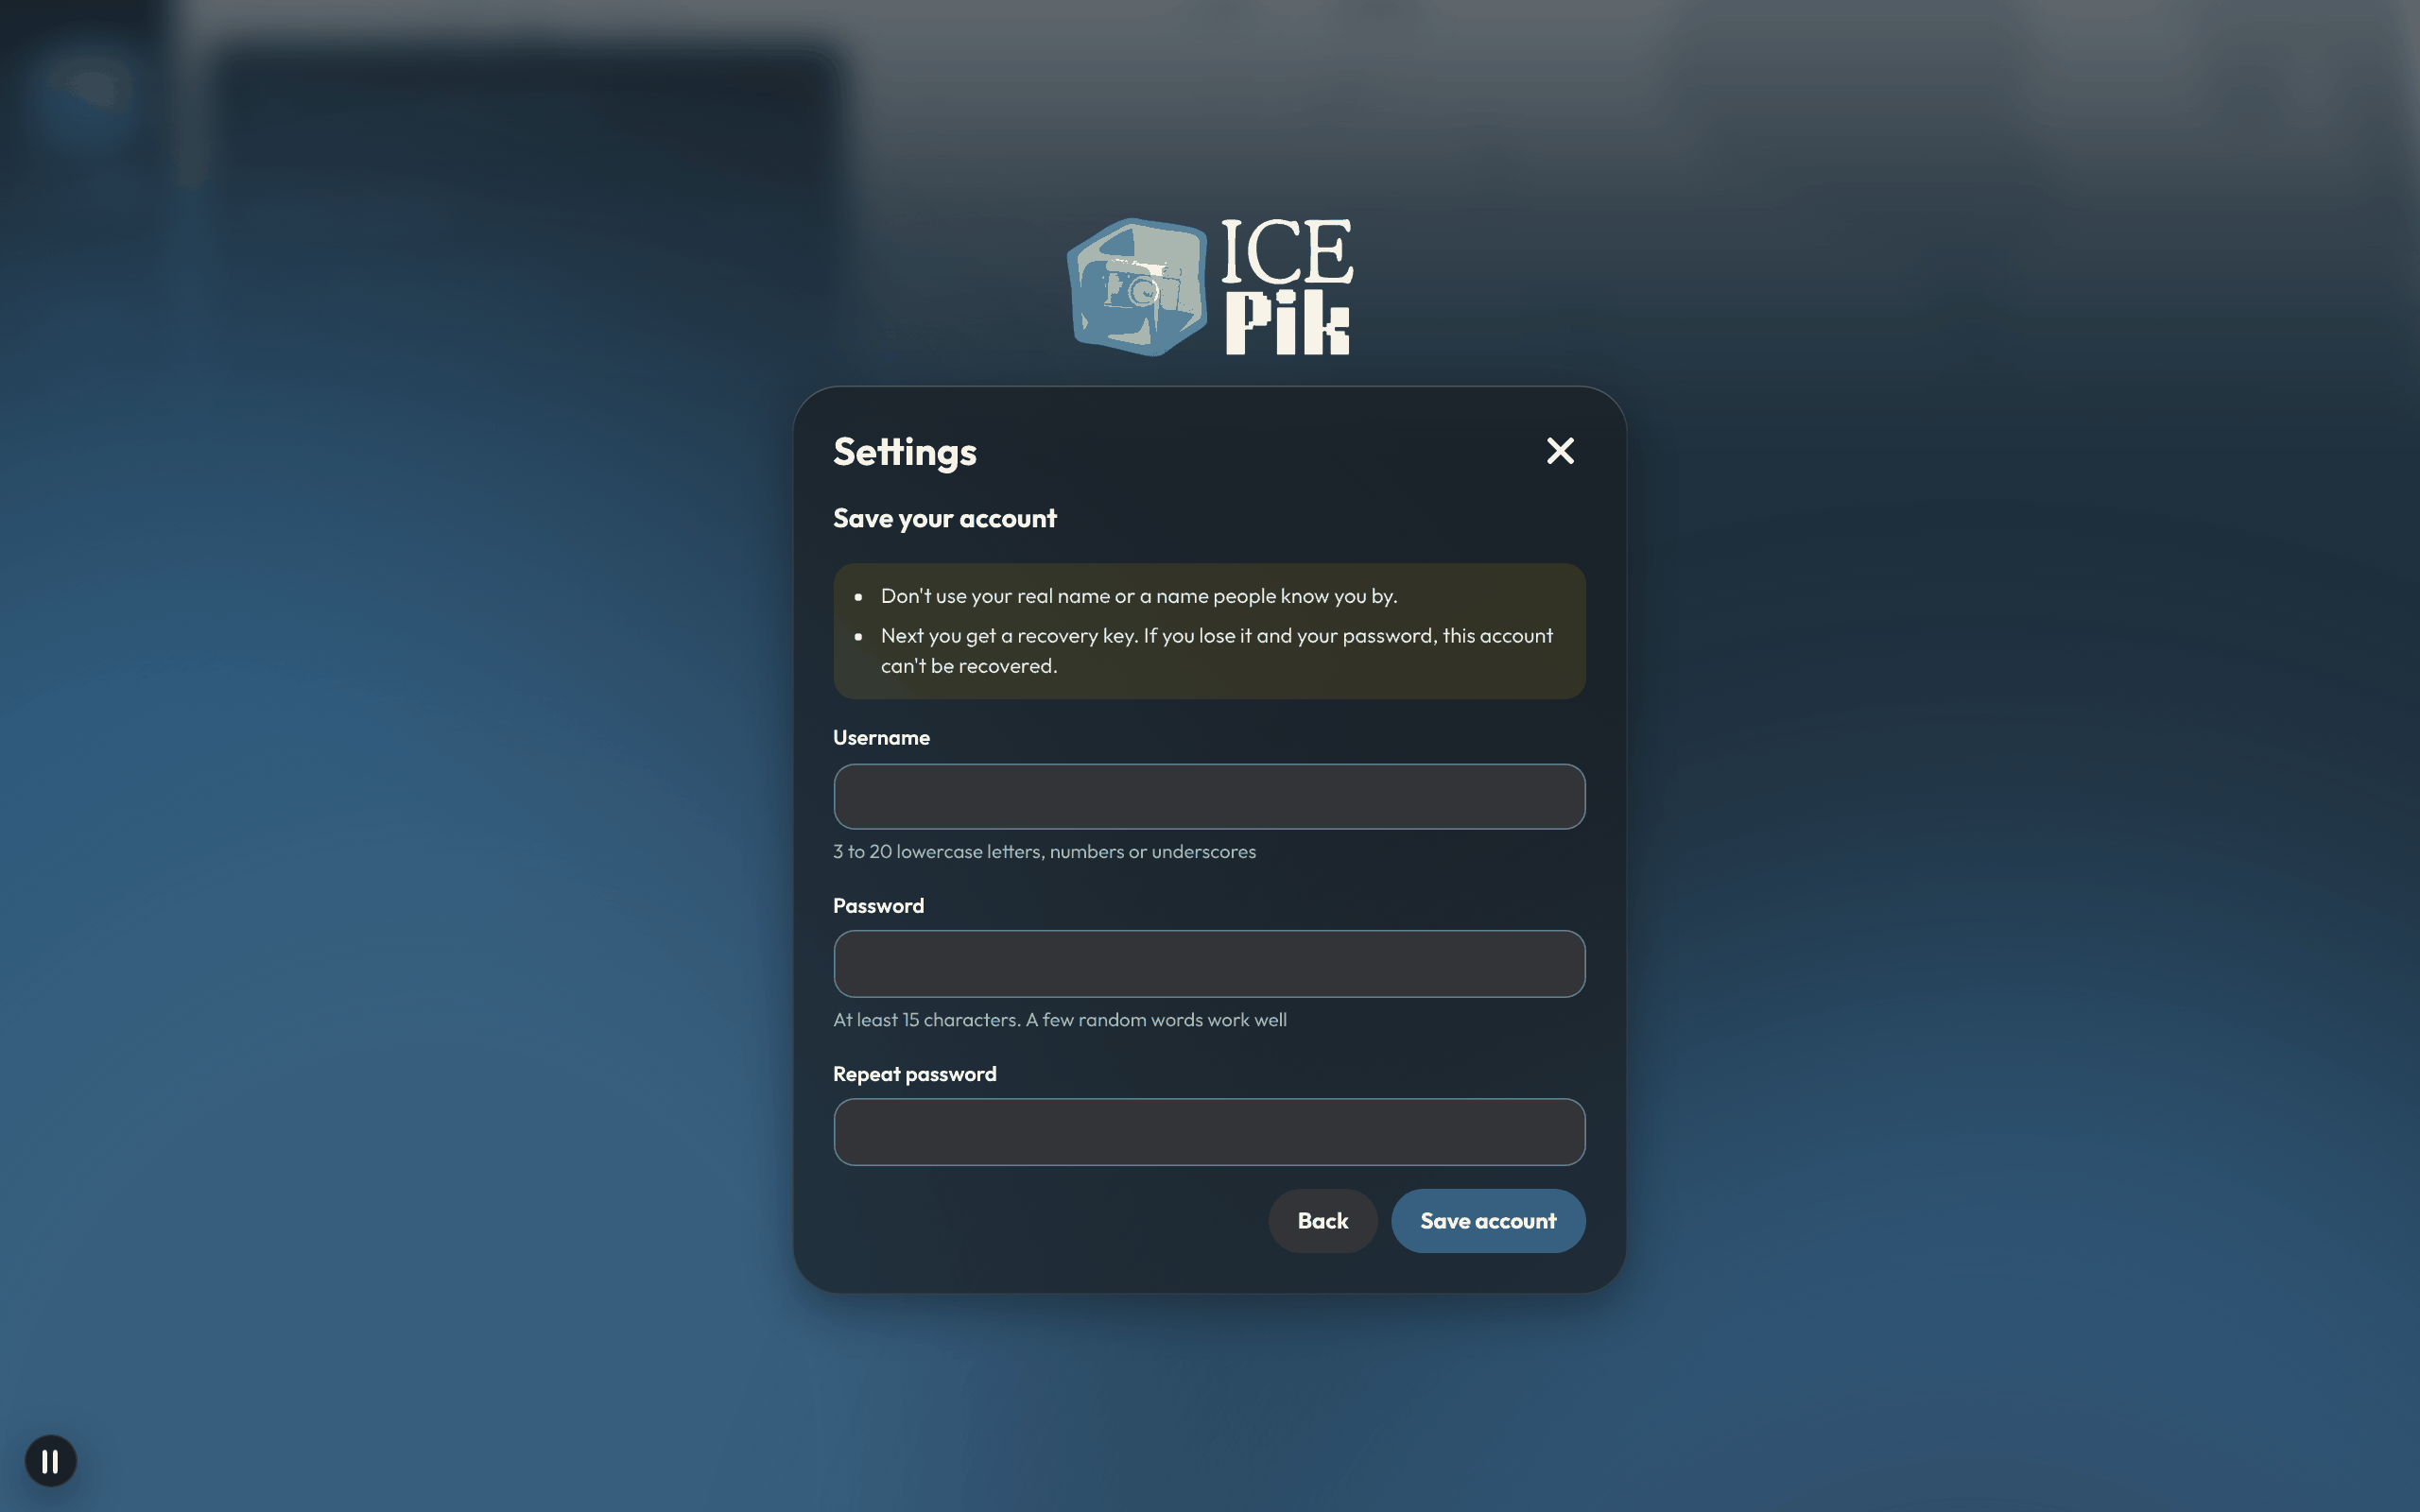 ICE
Pik
Settings
Save your account
Don't use your real name or a name people know you by.
Next you get a recovery key. If you lose it and your password, this account
can't be recovered.
Username
3 to 20 lowercase letters, numbers or underscores
Password
At least 15 characters. A few random words work well
Repeat password
Back
Save account